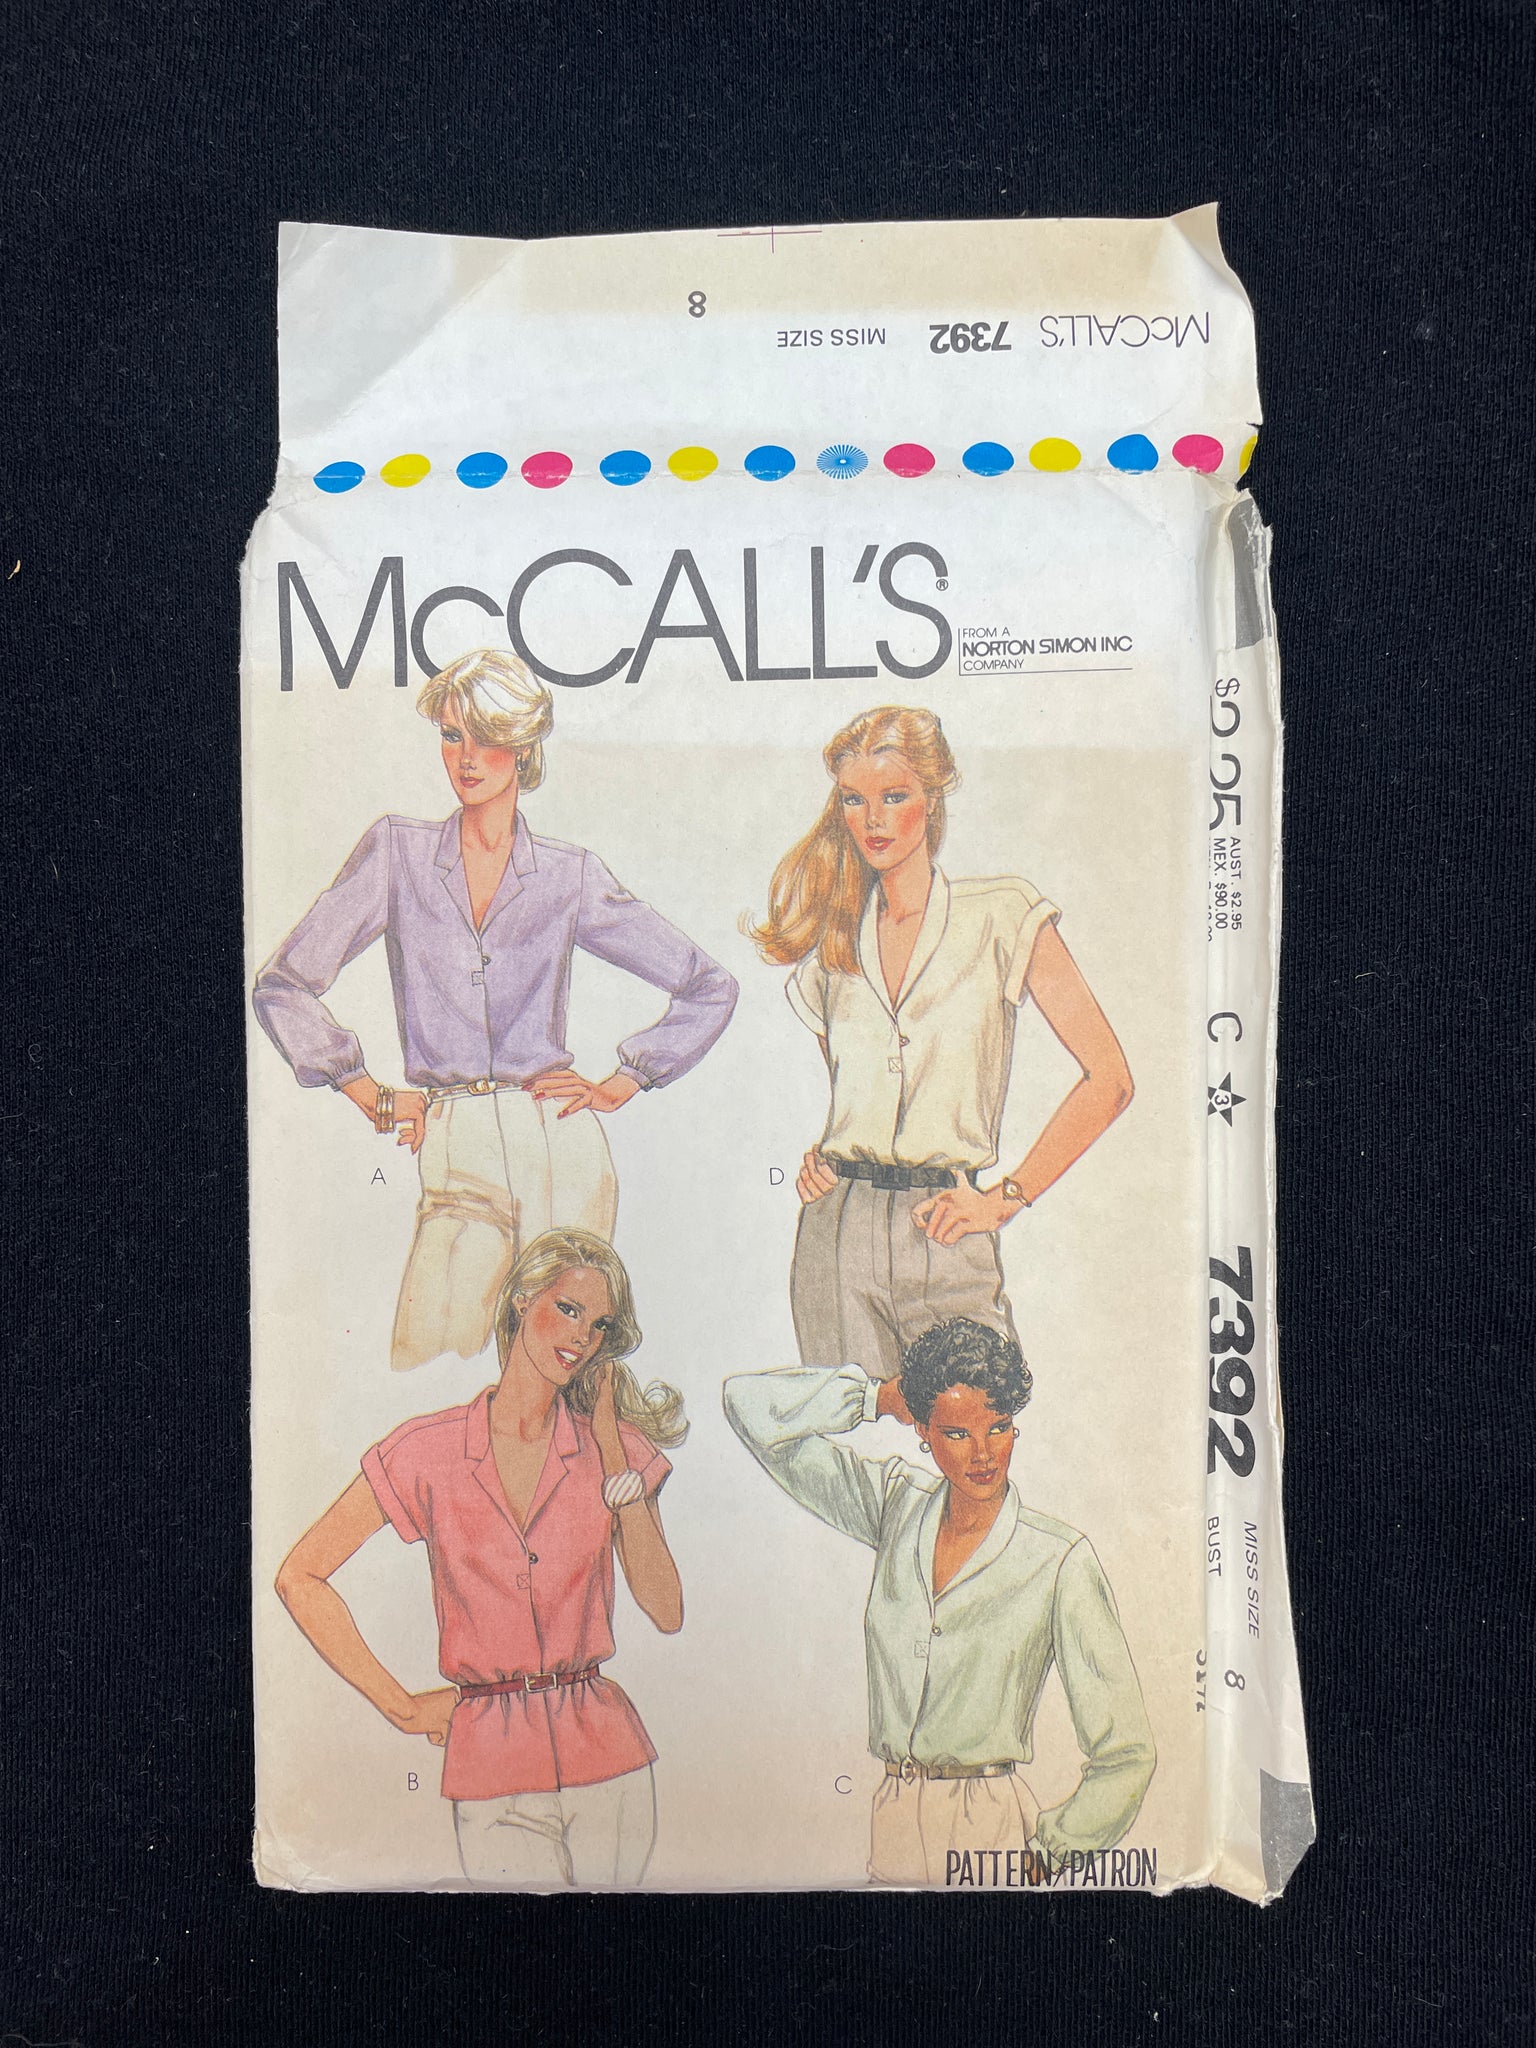 McCALL'S 7392 MISS SIZE
8
McCALL'S®
FROM A
NORTON SIMON INC
COMPANY
A
D
B
C
PATTERN/PATRON
AUST. $2.95
MEX. $90.00
C 3 7392 MISS SIZE 8
BUST